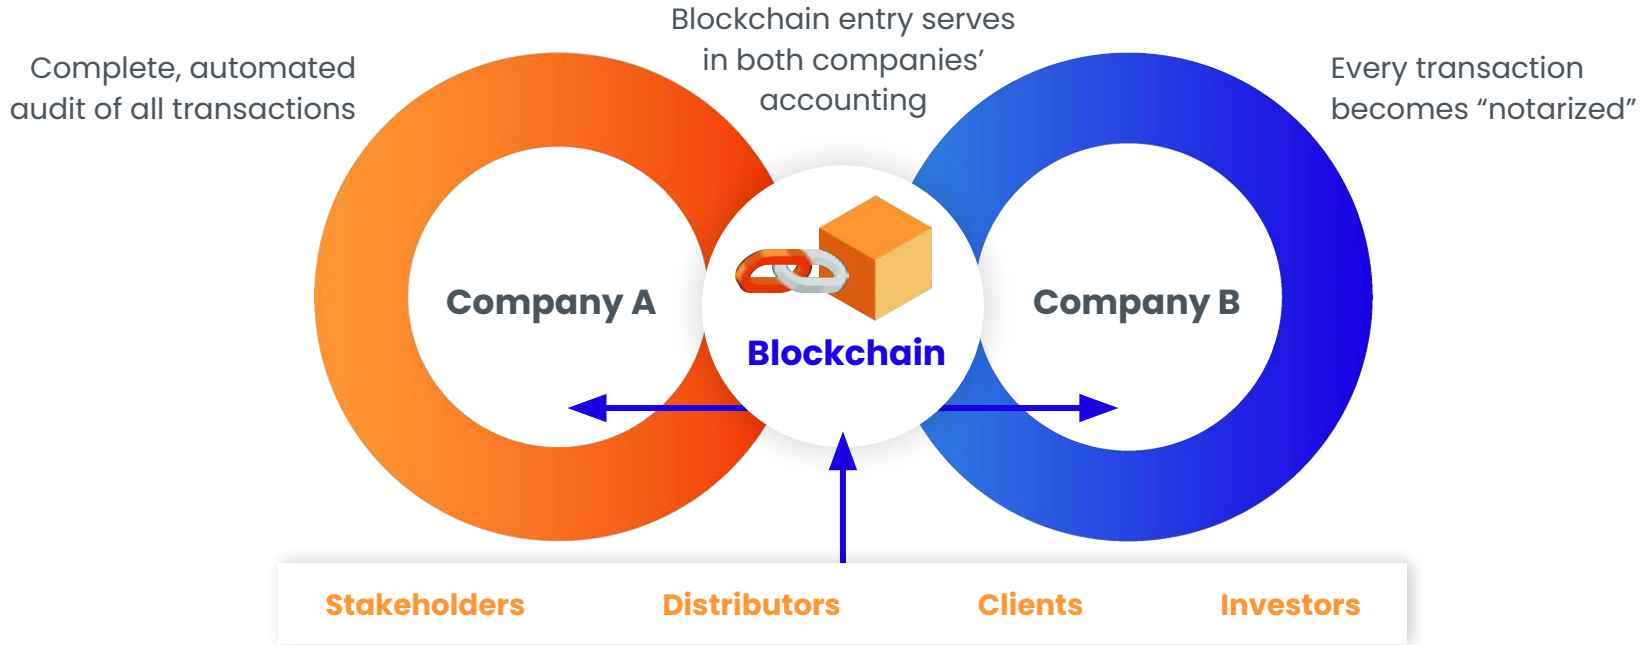 Blockchain entry serves
in both companies’
accounting
Complete, automated
audit of all transactions
Every transaction
becomes “notarized”
Company A
Blockchain
Company B
Stakeholders
Distributors
Clients
Investors